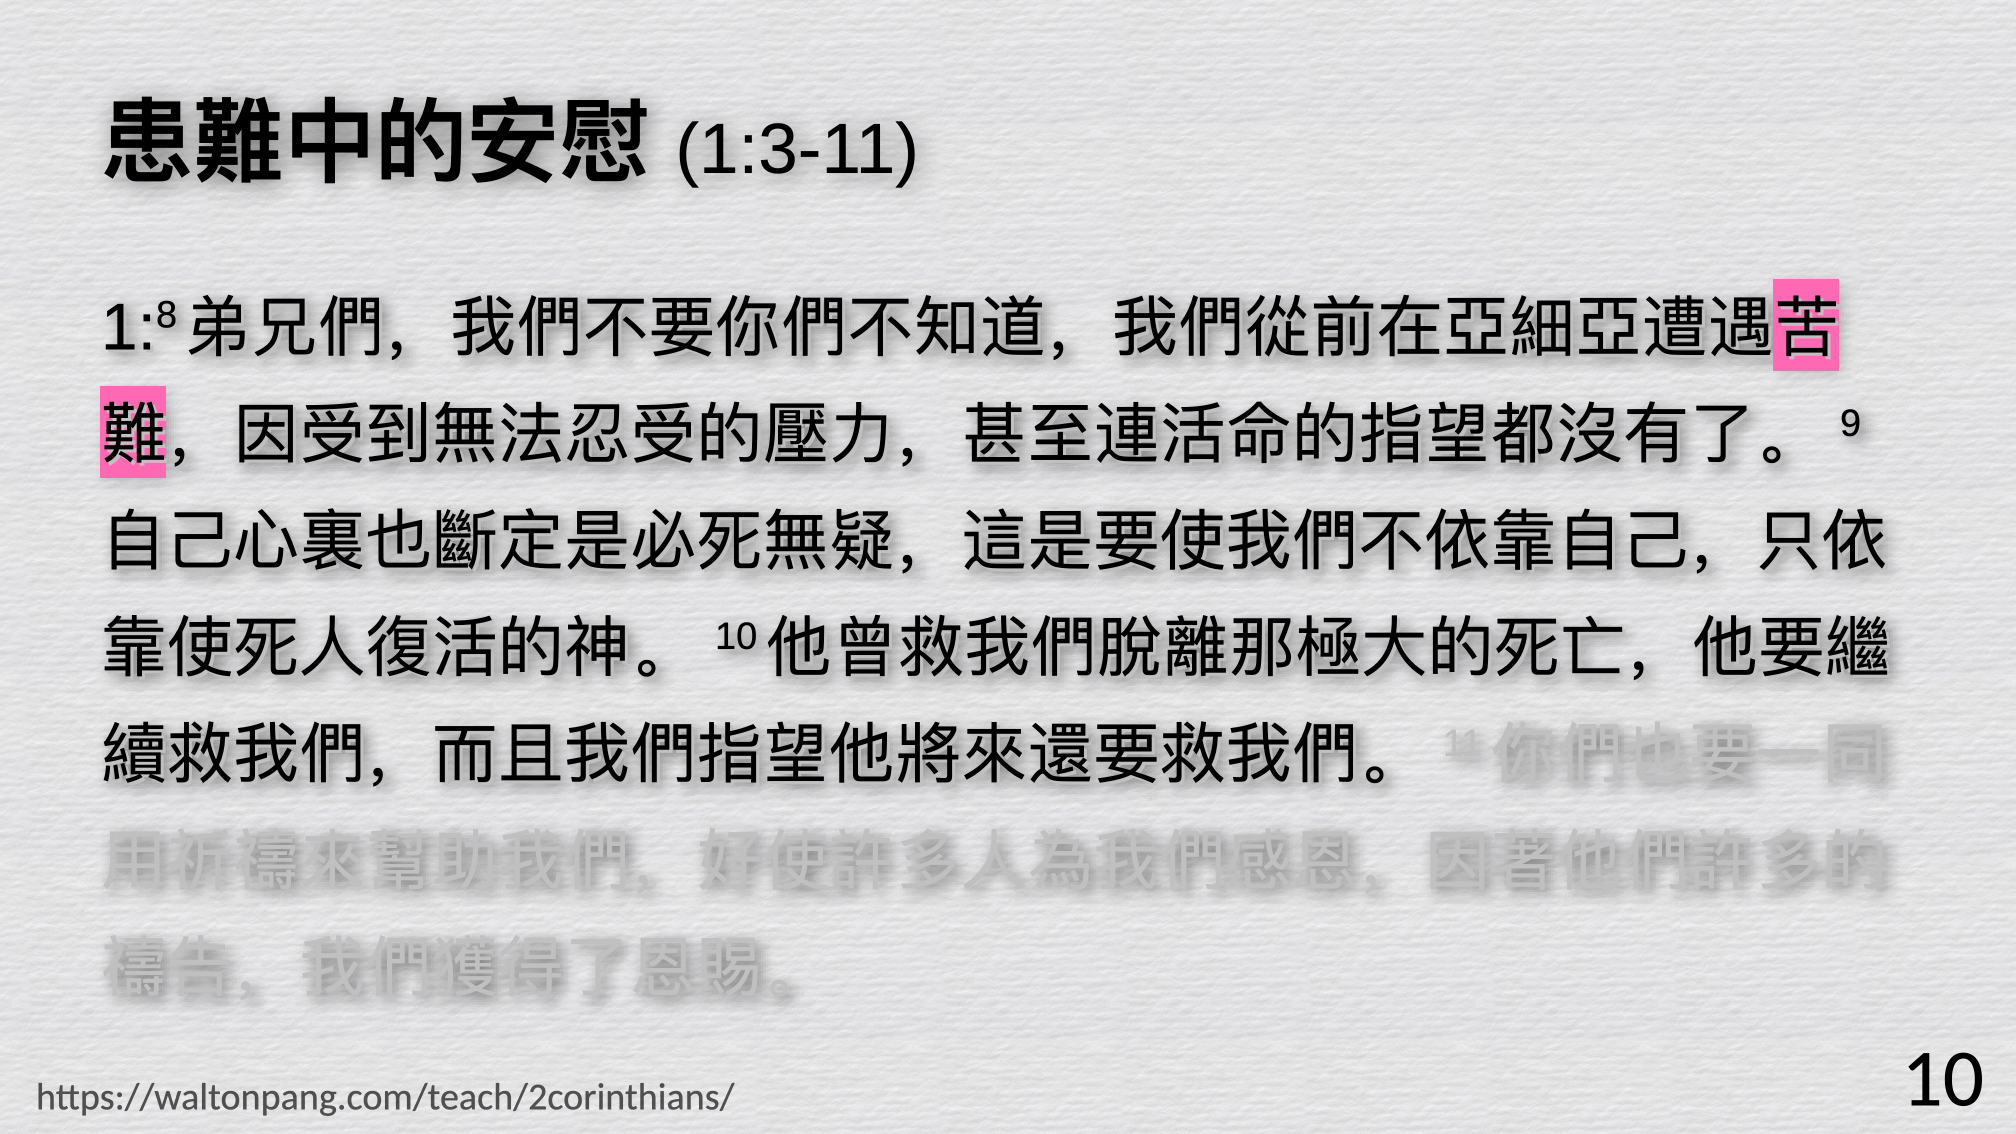 患難中的安慰 (1:3-11)
1:8 弟兄們，我們不要你們不知道，我們從前在亞細亞遭遇苦
難，因受到無法忍受的壓力，甚至連活命的指望都沒有了。 9
自己心裏也斷定是必死無疑，這是要使我們不依靠自己，只依
靠使死人復活的神。 10 他曾救我們脫離那極大的死亡，他要繼
續救我們，而且我們指望他將來還要救我們。 11 你們也要一同
用祈禱來幫助我們，好使許多人為我們感恩，因著他們許多的
禱告，我們獲得了恩賜。
https://waltonpang.com/teach/2corinthians/
10